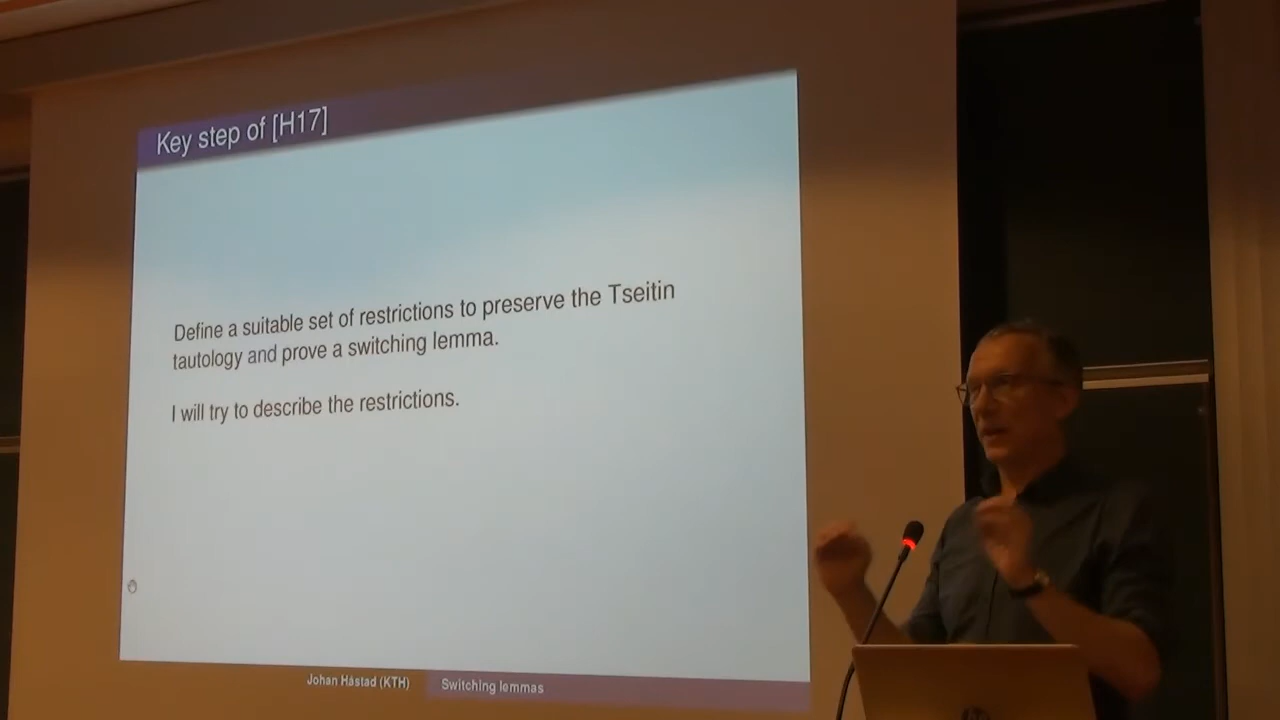 Key step of [H17]
Define a suitable set of restrictions to preserve the Tseitin
tautology and prove a switching lemma.
I will try to describe the restrictions.
Johan Håstad (KTH)
Switching lemmas